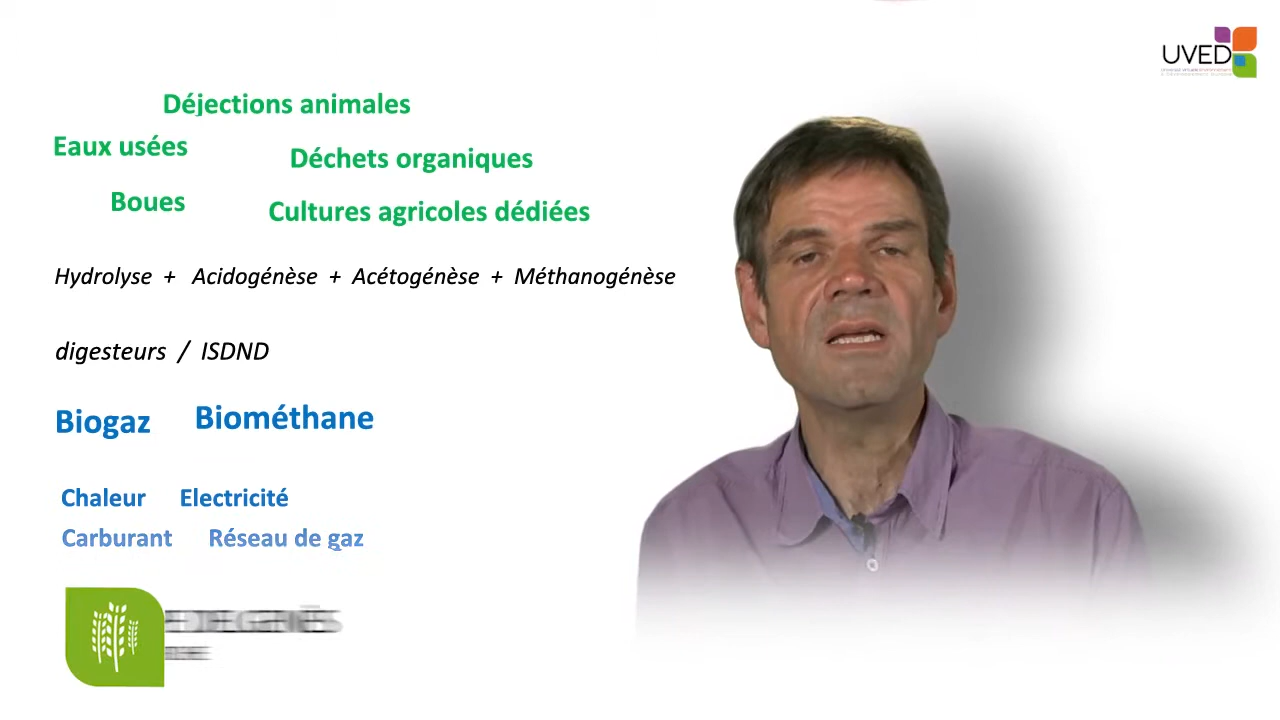 UVED
Déjections animales
Eaux usées
Déchets organiques
Boues
Cultures agricoles dédiées
Hydrolyse + Acidogénèse + Acétogénèse + Méthanogénèse
digesteurs / ISDND
Biogaz
Biométhane
Chaleur Electricité
Carburant Réseau de gaz